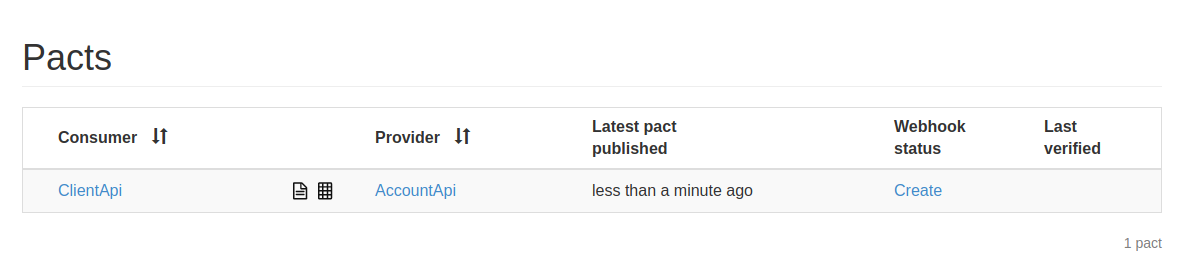 Pacts
Consumer Provider Latest pact published Webhook status Last verified
ClientApi AccountApi less than a minute ago Create
1 pact